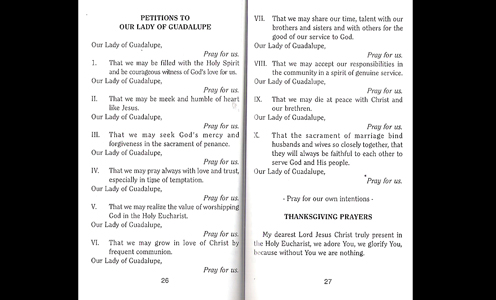 PETITIONS TO
OUR LADY OF GUADALUPE
Our Lady of Guadalupe,
Pray for us.
I. That we may be filled with the Holy Spirit
and be courageous witness of God's love for us.
Our Lady of Guadalupe,
Pray for us.
II. That we may be meek and humble of heart
like Jesus.
Our Lady of Guadalupe,
Pray for us.
III. That we may seek God's mercy and
forgiveness in the sacrament of penance.
Our Lady of Guadalupe,
Pray for us.
IV. That we may pray always with love and trust,
especially in time of temptation.
Our Lady of Guadalupe,
Pray for us.
V. That we may realize the value of worshipping
God in the Holy Eucharist.
Our Lady of Guadalupe,
Pray for us.
VI. That we may grow in love of Christ by
frequent communion.
Our Lady of Guadalupe,
Pray for us.
26
VII. That we may share our time, talent with our
brothers and sisters and with others for the
good of our service to God.
Our Lady of Guadalupe,
Pray for us.
VIII. That we may accept our responsibilities in
the community in a spirit of genuine service.
Our Lady of Guadalupe,
Pray for us.
IX. That we may die at peace with Christ and
our brethren.
Our Lady of Guadalupe,
Pray for us.
X. That the sacrament of marriage bind
husbands and wives so closely together, that
they will always be faithful to each other to
serve God and His people.
Our Lady of Guadalupe,
Pray for us.
- Pray for our own intentions -
THANKSGIVING PRAYERS
My dearest Lord Jesus Christ truly present in
the Holy Eucharist, we adore You, we glorify You,
because without You we are nothing.
27